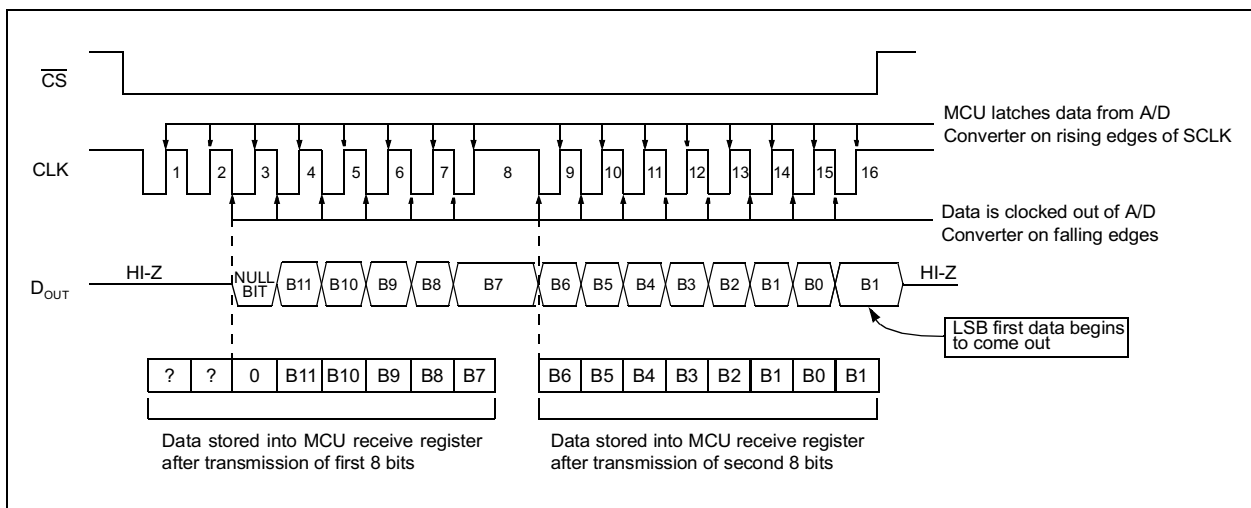 CS
MCU latches data from A/D
Converter on rising edges of SCLK
CLK
1 2 3 4 5 6 7 8 9 10 11 12 13 14 15 16
Data is clocked out of A/D
Converter on falling edges
HI-Z
DOUT
NULL
BIT
B11 B10 B9 B8 B7 B6 B5 B4 B3 B2 B1 B0 B1
HI-Z
LSB first data begins
to come out
? ? 0 B11 B10 B9 B8 B7
B6 B5 B4 B3 B2 B1 B0 B1
Data stored into MCU receive register
after transmission of first 8 bits
Data stored into MCU receive register
after transmission of second 8 bits